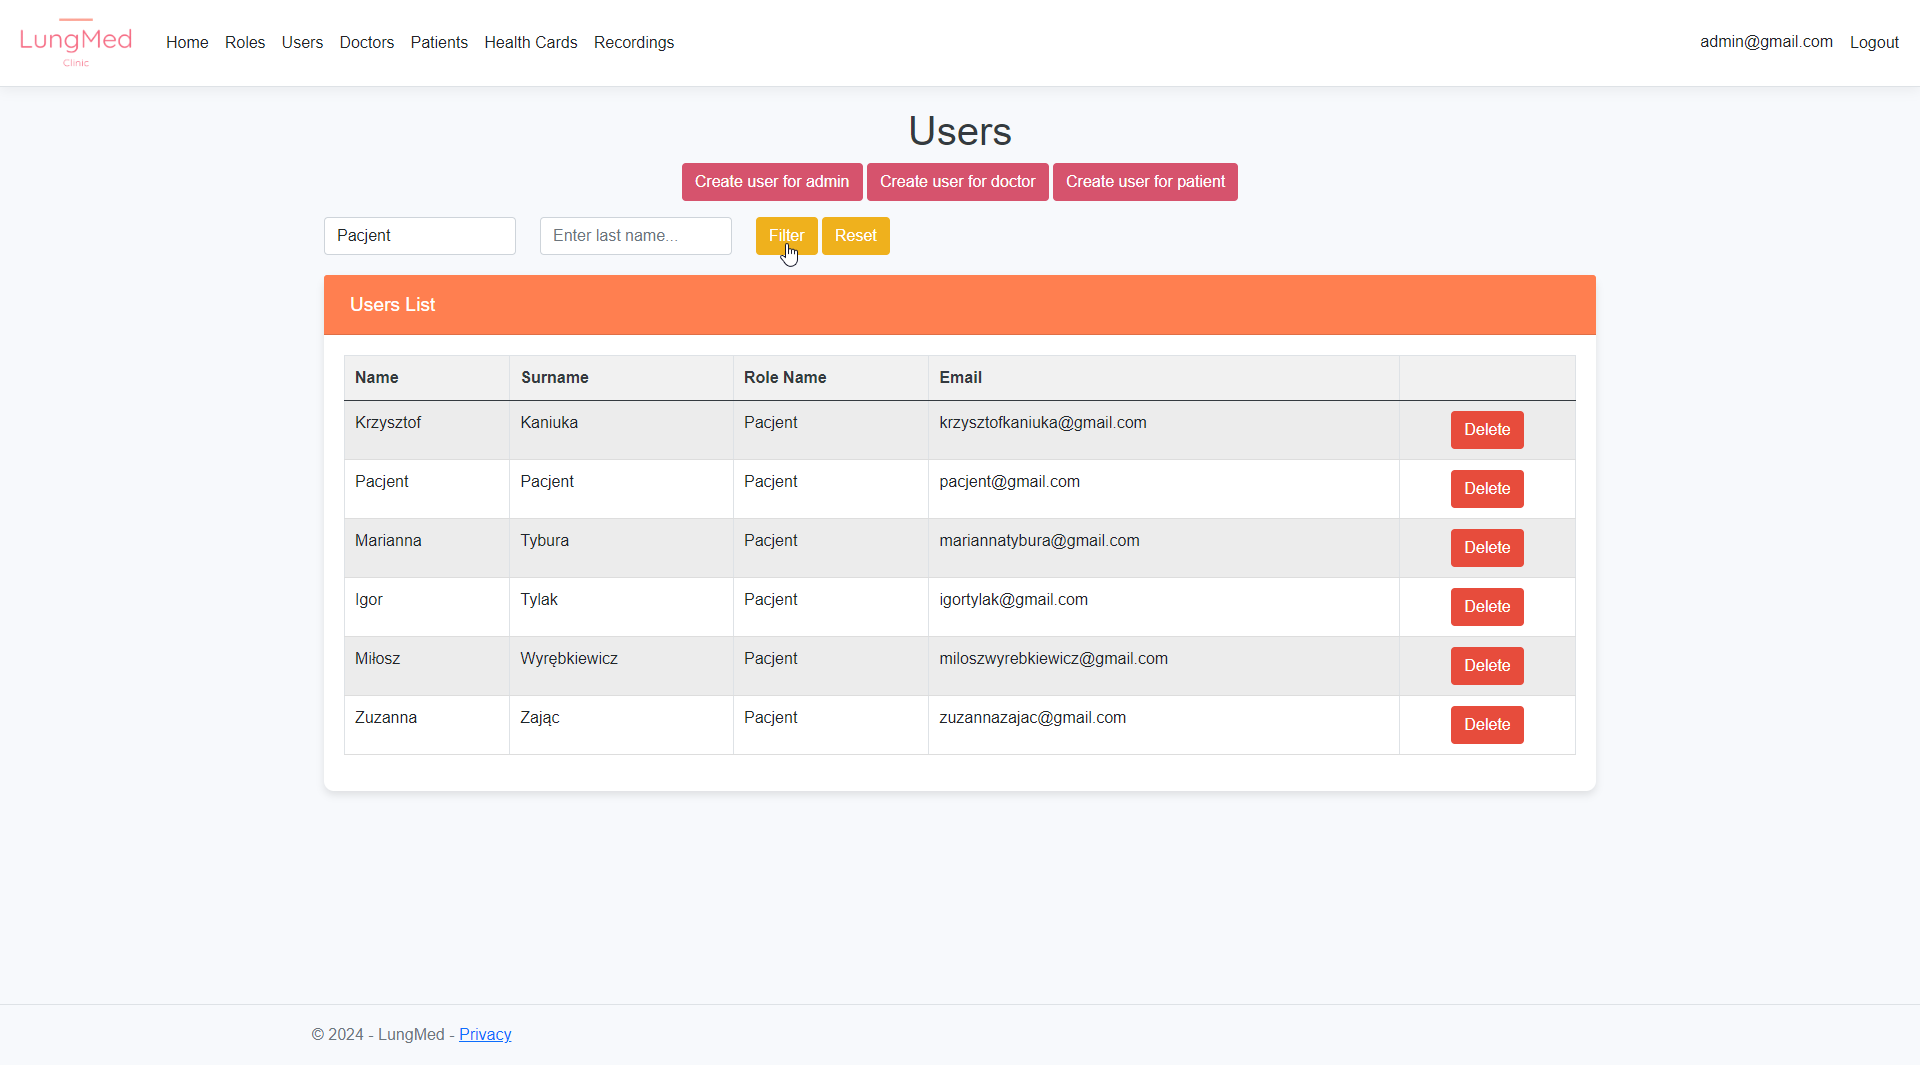 LungMed
Clinic
Home Roles Users Doctors Patients Health Cards Recordings
admin@gmail.com Logout
Users
Create user for admin Create user for doctor Create user for patient
Pacjent Enter last name... Filter Reset
Users List
Name Surname Role Name Email
Krzysztof Kaniuka Pacjent krzysztofkaniuka@gmail.com Delete
Pacjent Pacjent Pacjent pacjent@gmail.com Delete
Marianna Tybura Pacjent mariannatybura@gmail.com Delete
Igor Tylak Pacjent igortylak@gmail.com Delete
Miłosz Wyrębkiewicz Pacjent miloszwyrebkiewicz@gmail.com Delete
Zuzanna Zając Pacjent zuzannazajac@gmail.com Delete
© 2024 - LungMed - Privacy